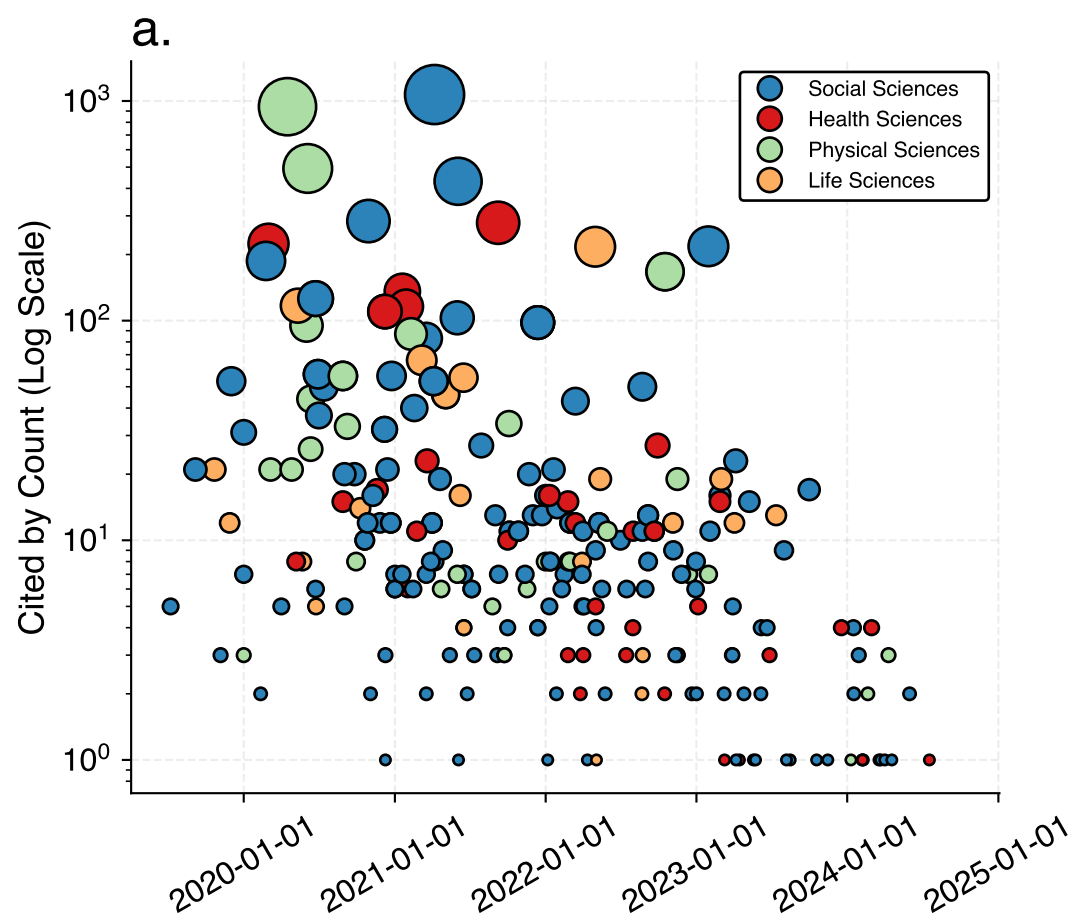 a.
Cited by Count (Log Scale)
10³
10²
10¹
10⁰
Social Sciences
Health Sciences
Physical Sciences
Life Sciences
2020-01-01
2021-01-01
2022-01-01
2023-01-01
2024-01-01
2025-01-01